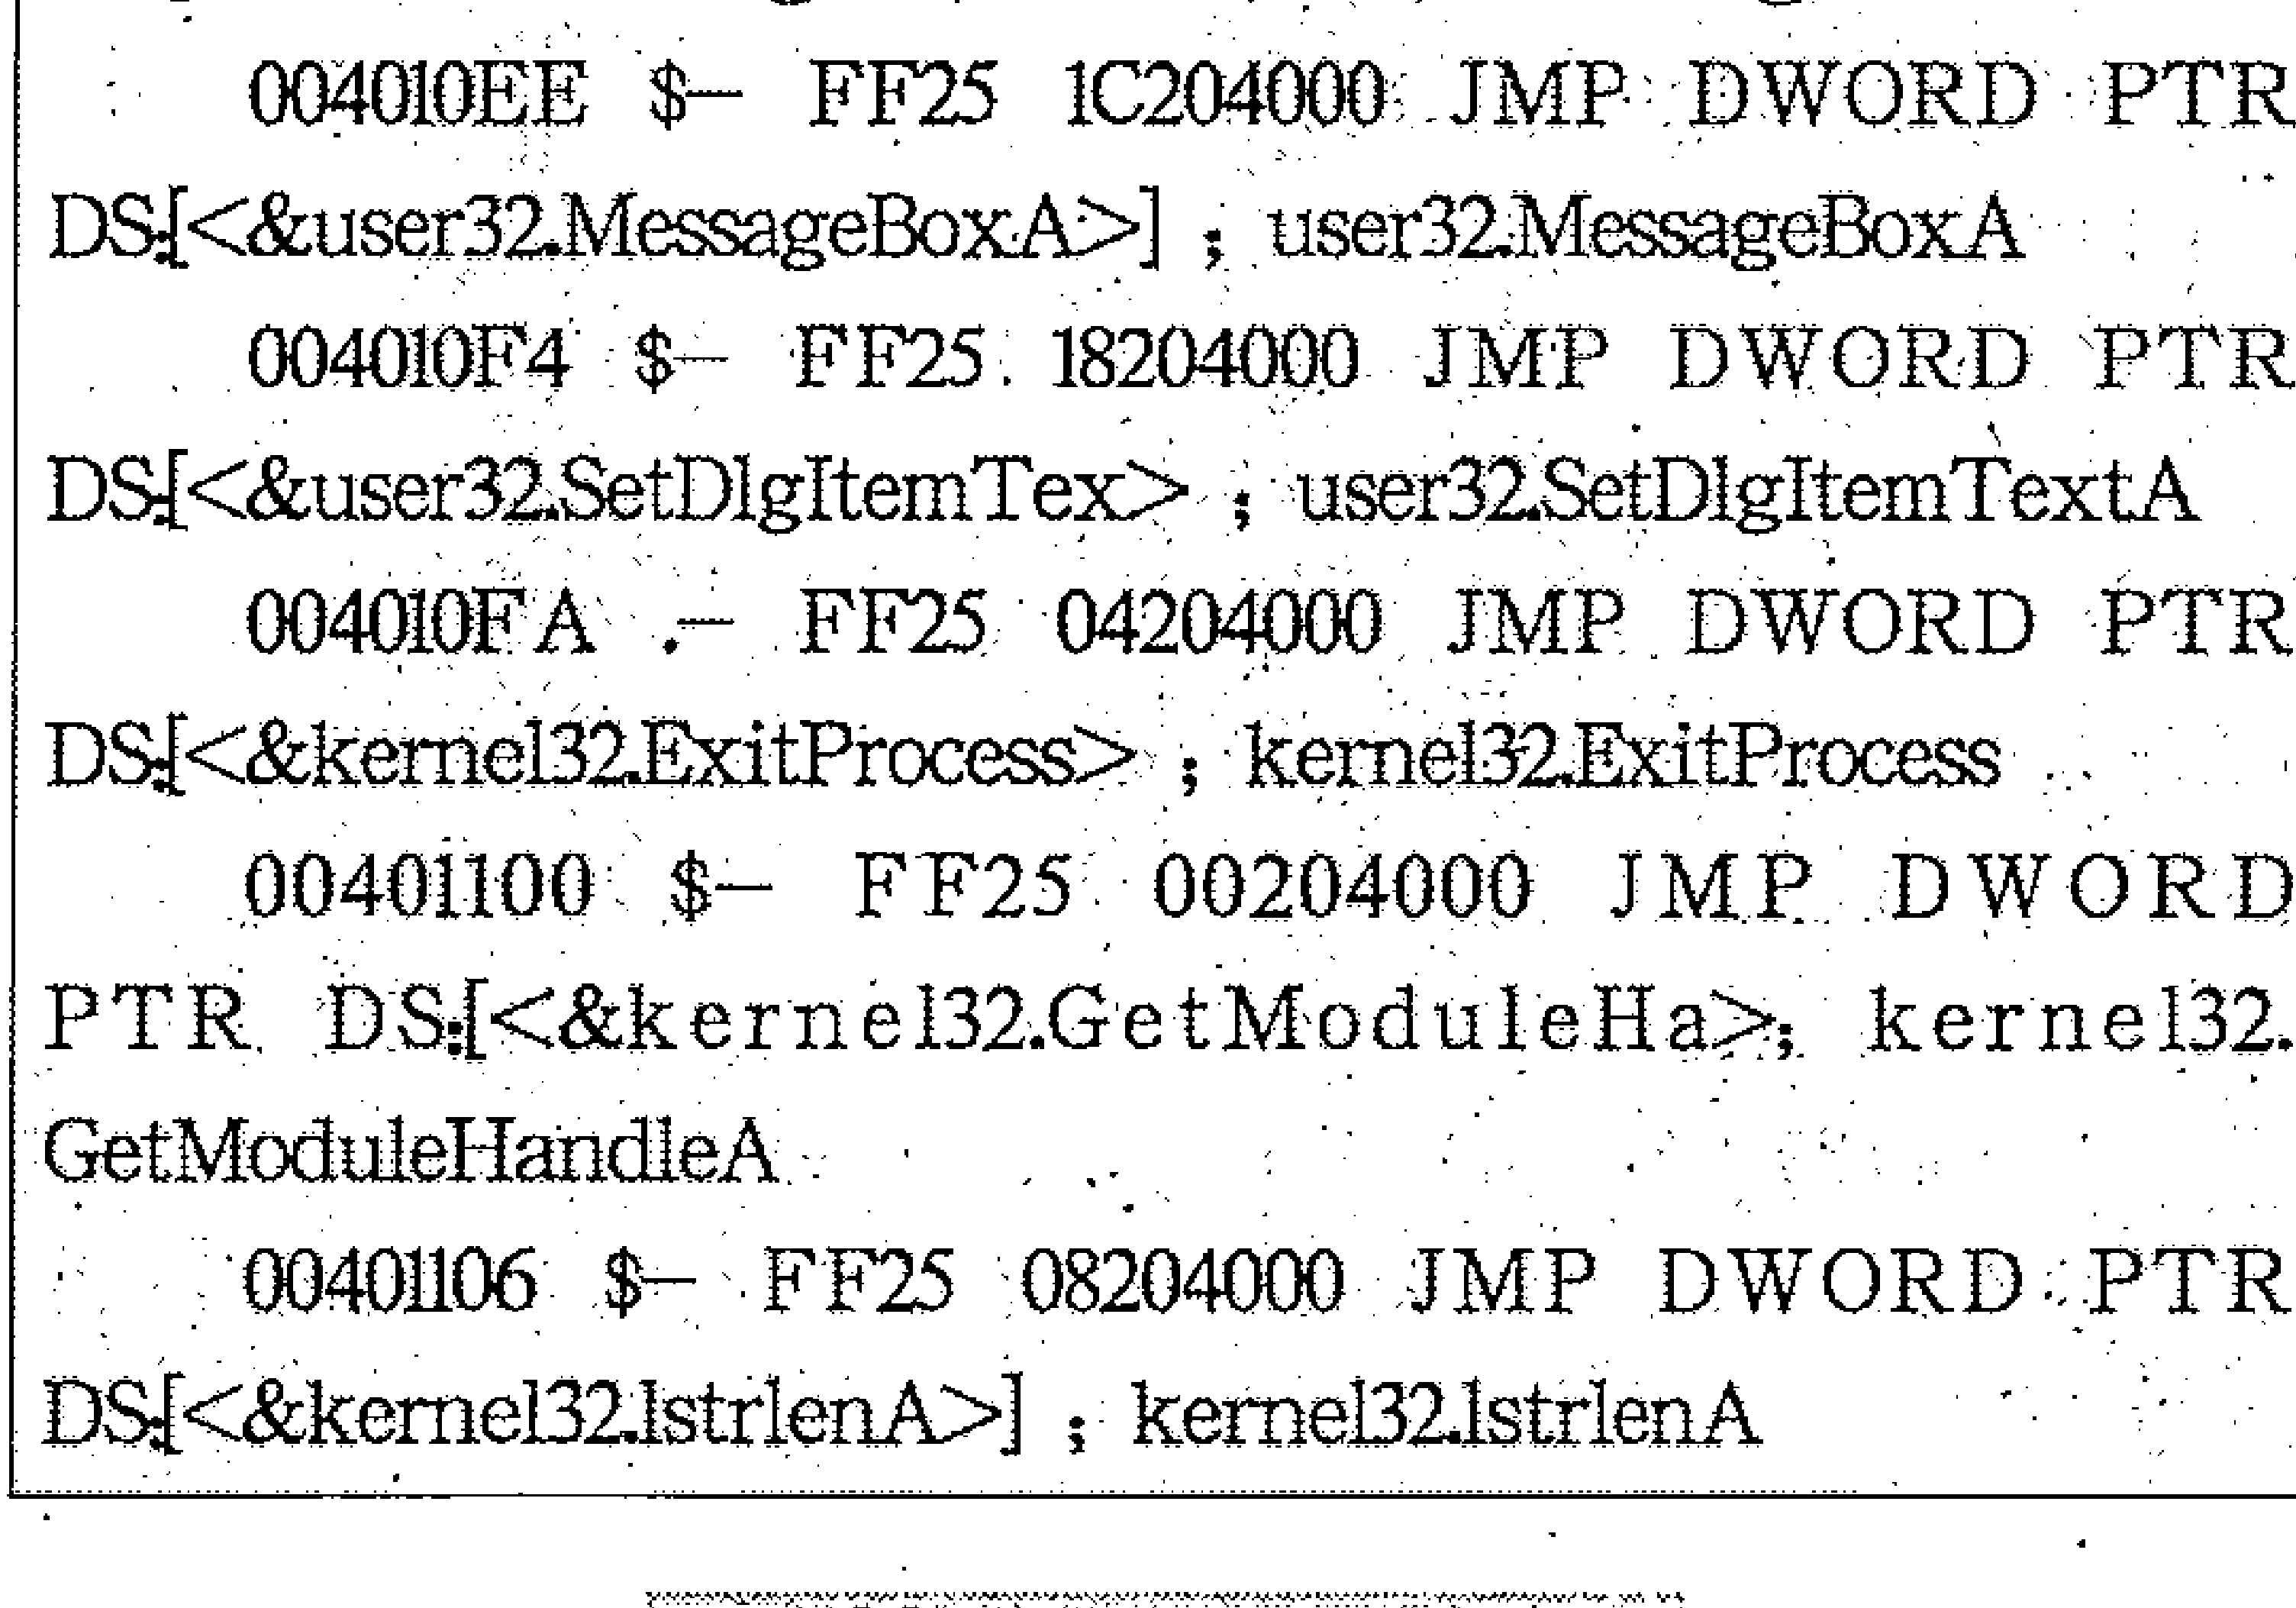 004010EE $- FF25 1C204000 JMP DWORD PTR
DS:[<&user32.MessageBoxA>] ; user32.MessageBoxA
004010F4 $- FF25 18204000 JMP DWORD PTR
DS:[<&user32.SetDlgItemTex> ; user32.SetDlgItemTextA
004010FA .- FF25 04204000 JMP DWORD PTR
DS:[<&kernel32.ExitProcess> ; kernel32.ExitProcess
00401100 $- FF25 00204000 JMP DWORD
PTR DS:[<&kernel32.GetModuleHa>; kernel32.
GetModuleHandleA
00401106 $- FF25 08204000 JMP DWORD PTR
DS:[<&kernel32.lstrlenA>] ; kernel32.lstrlenA